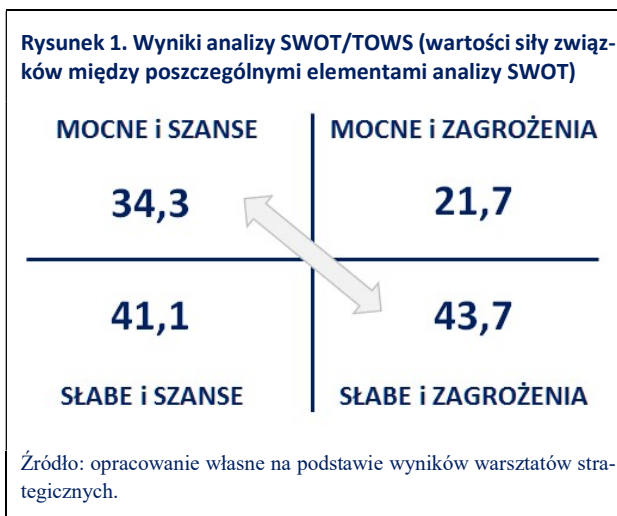 Rysunek 1. Wyniki analizy SWOT/TOWS (wartości siły związ-
ków między poszczególnymi elementami analizy SWOT)
MOCNE i SZANSE
MOCNE i ZAGROŻENIA
34,3
21,7
41,1
43,7
SŁABE i SZANSE
SŁABE i ZAGROŻENIA
Źródło: opracowanie własne na podstawie wyników warsztatów stra-
tegicznych.